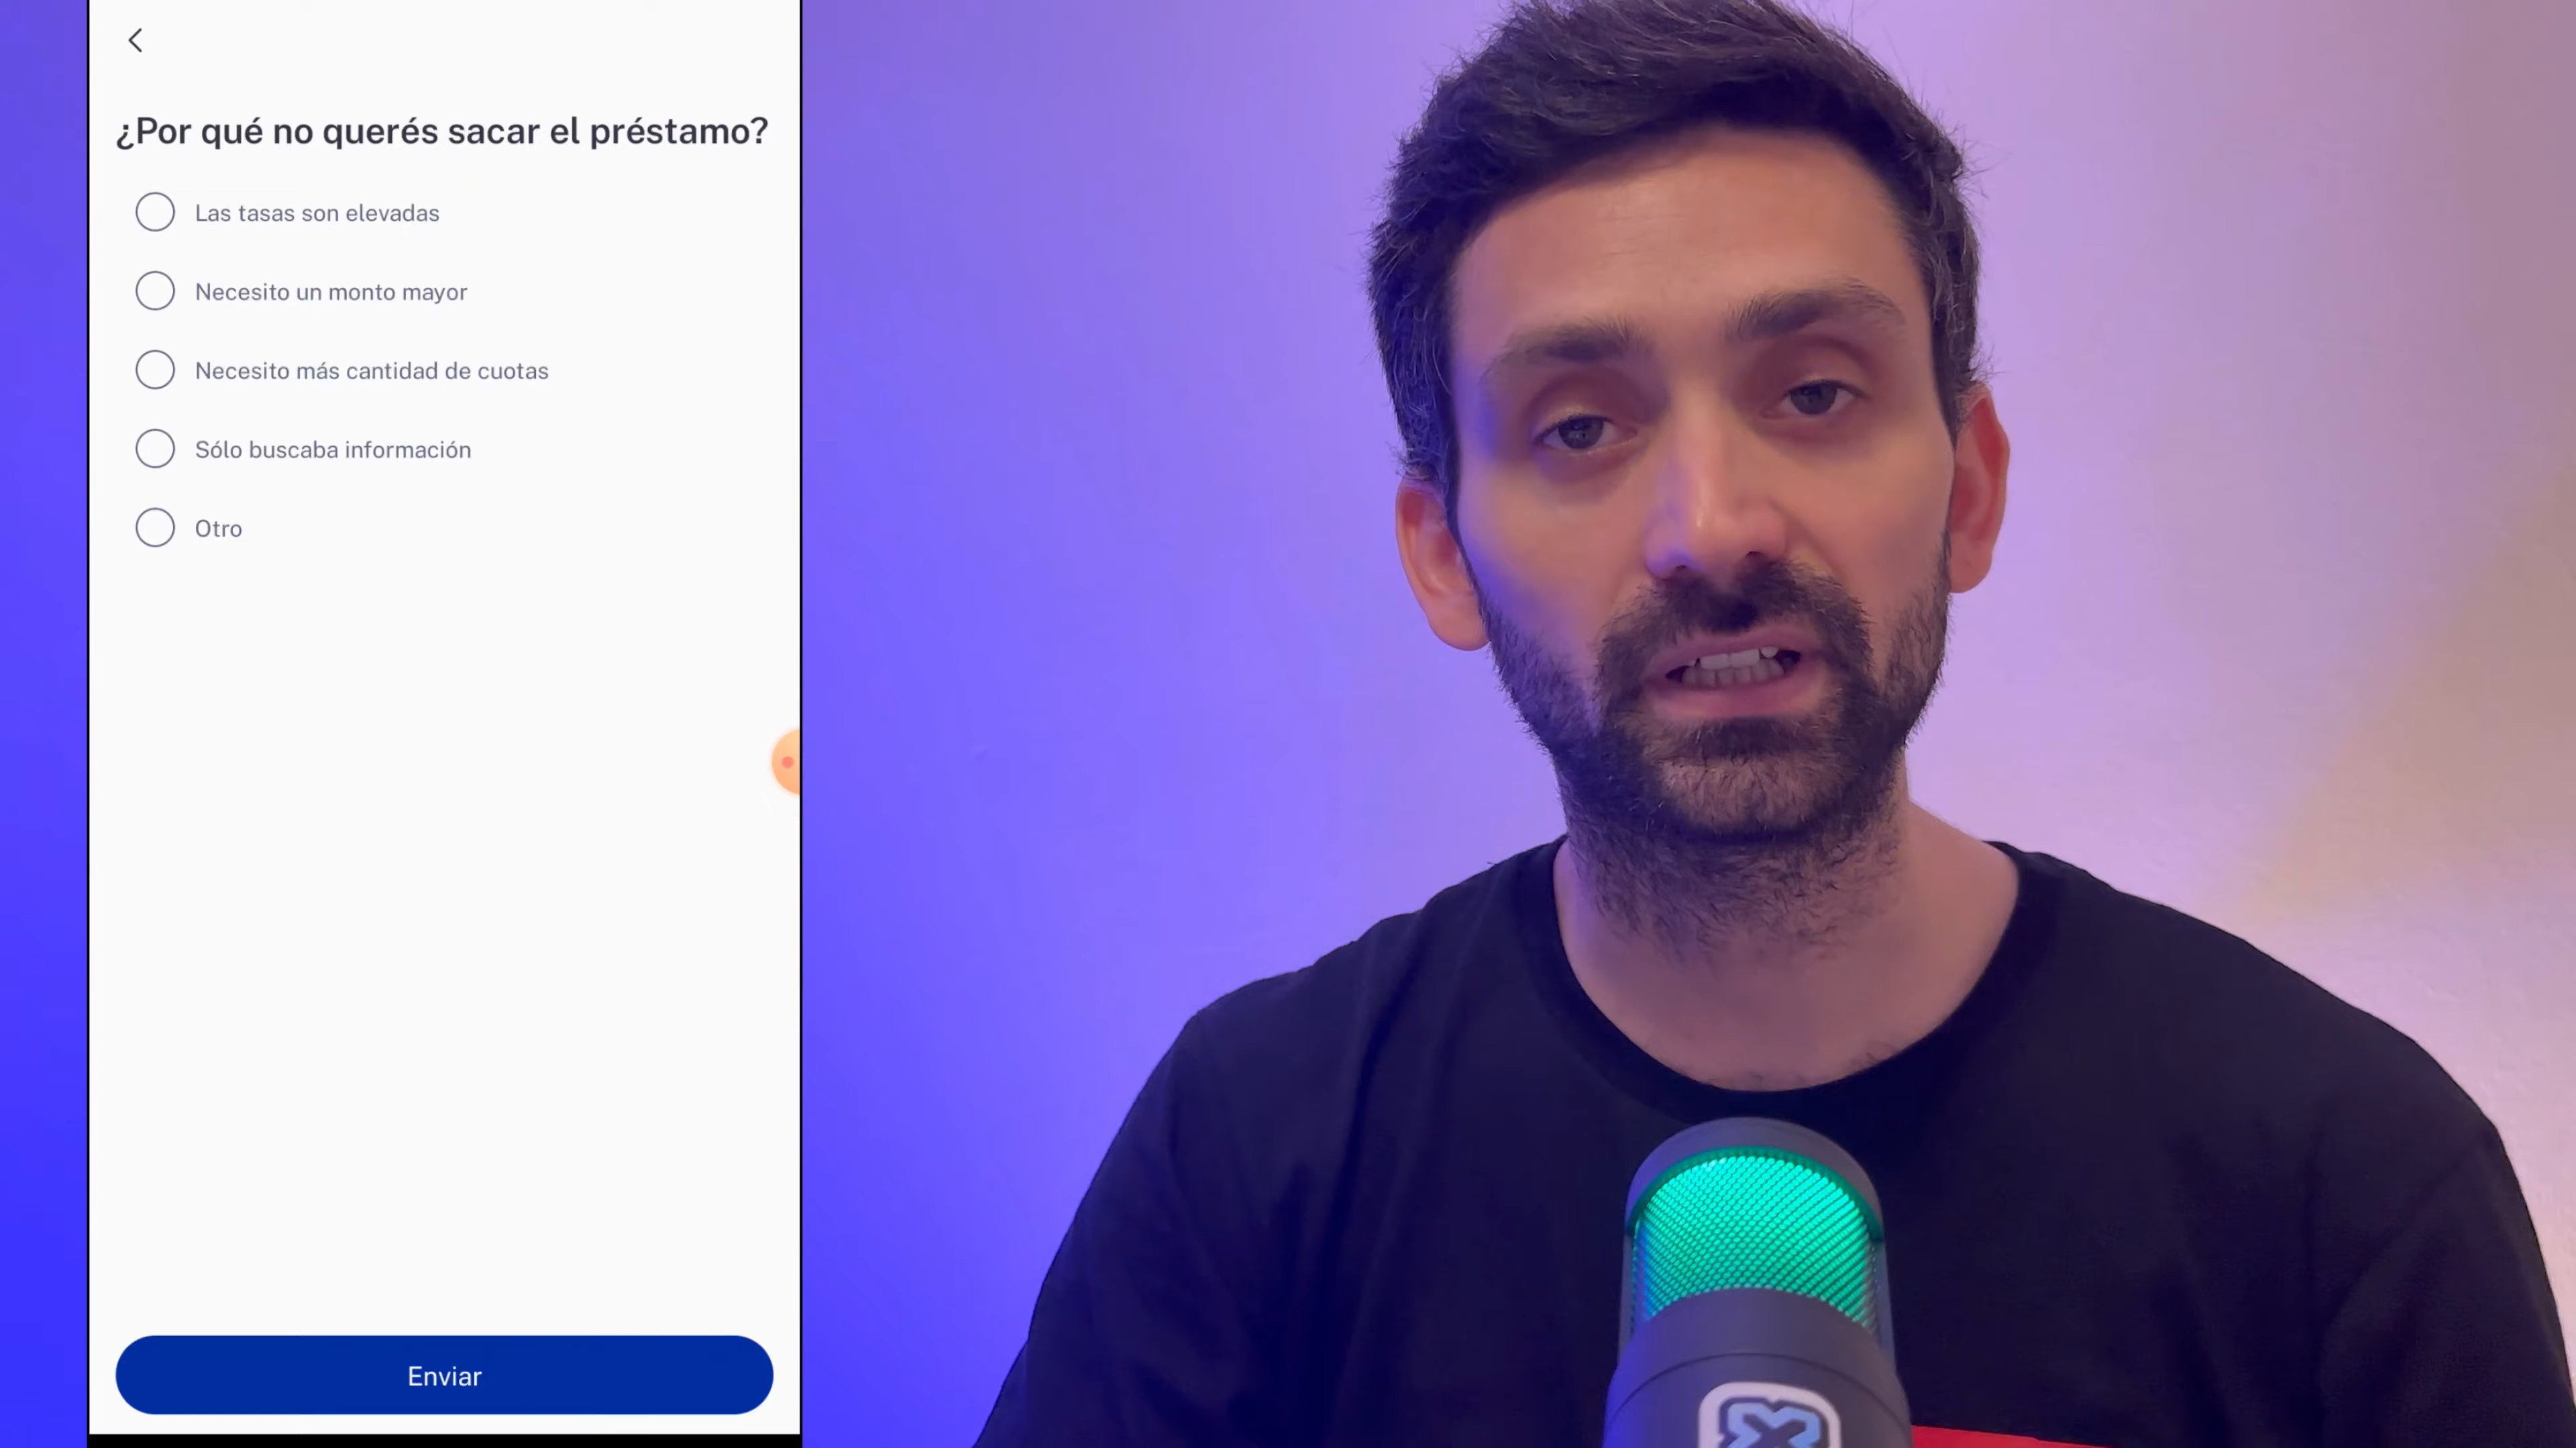 ¿Por qué no querés sacar el préstamo?
Las tasas son elevadas
Necesito un monto mayor
Necesito más cantidad de cuotas
Sólo buscaba información
Otro
Enviar